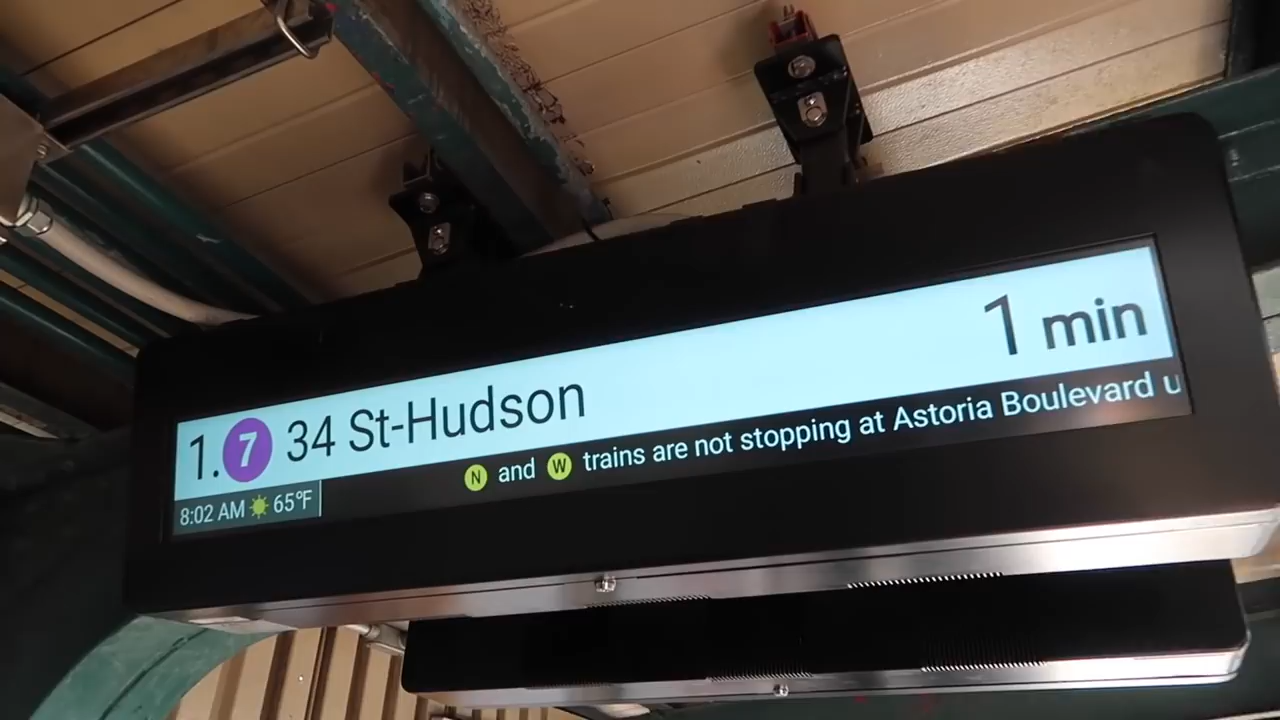 1. 7 34 St-Hudson 1 min
8:02 AM 65°F N and W trains are not stopping at Astoria Boulevard u